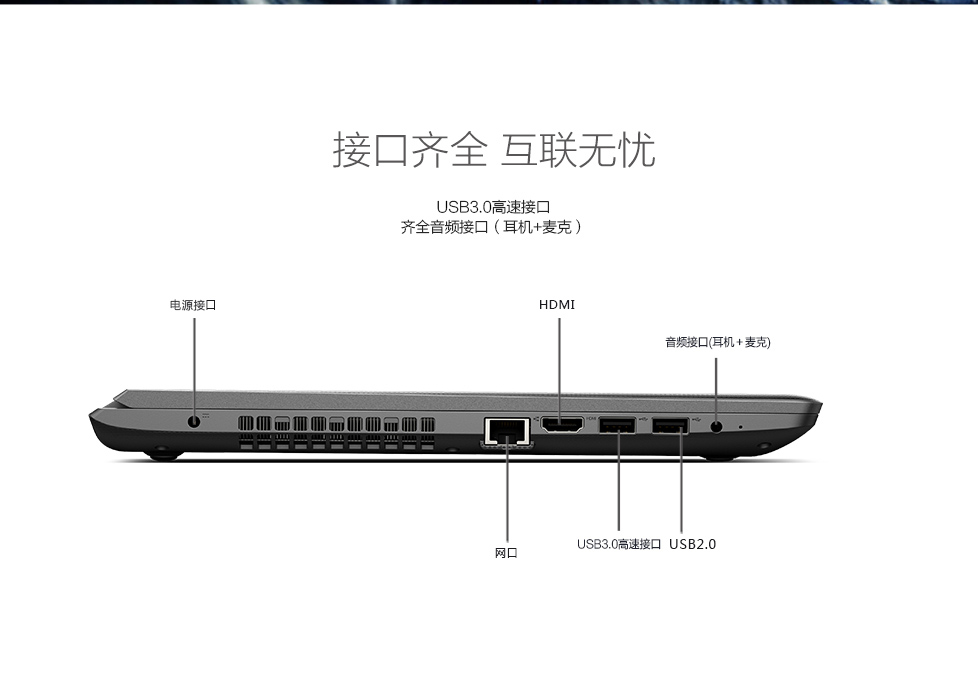 接口齐全 互联无忧
USB3.0高速接口
齐全音频接口（耳机+麦克）
电源接口
HDMI
音频接口(耳机+麦克)
网口
USB3.0高速接口
USB2.0